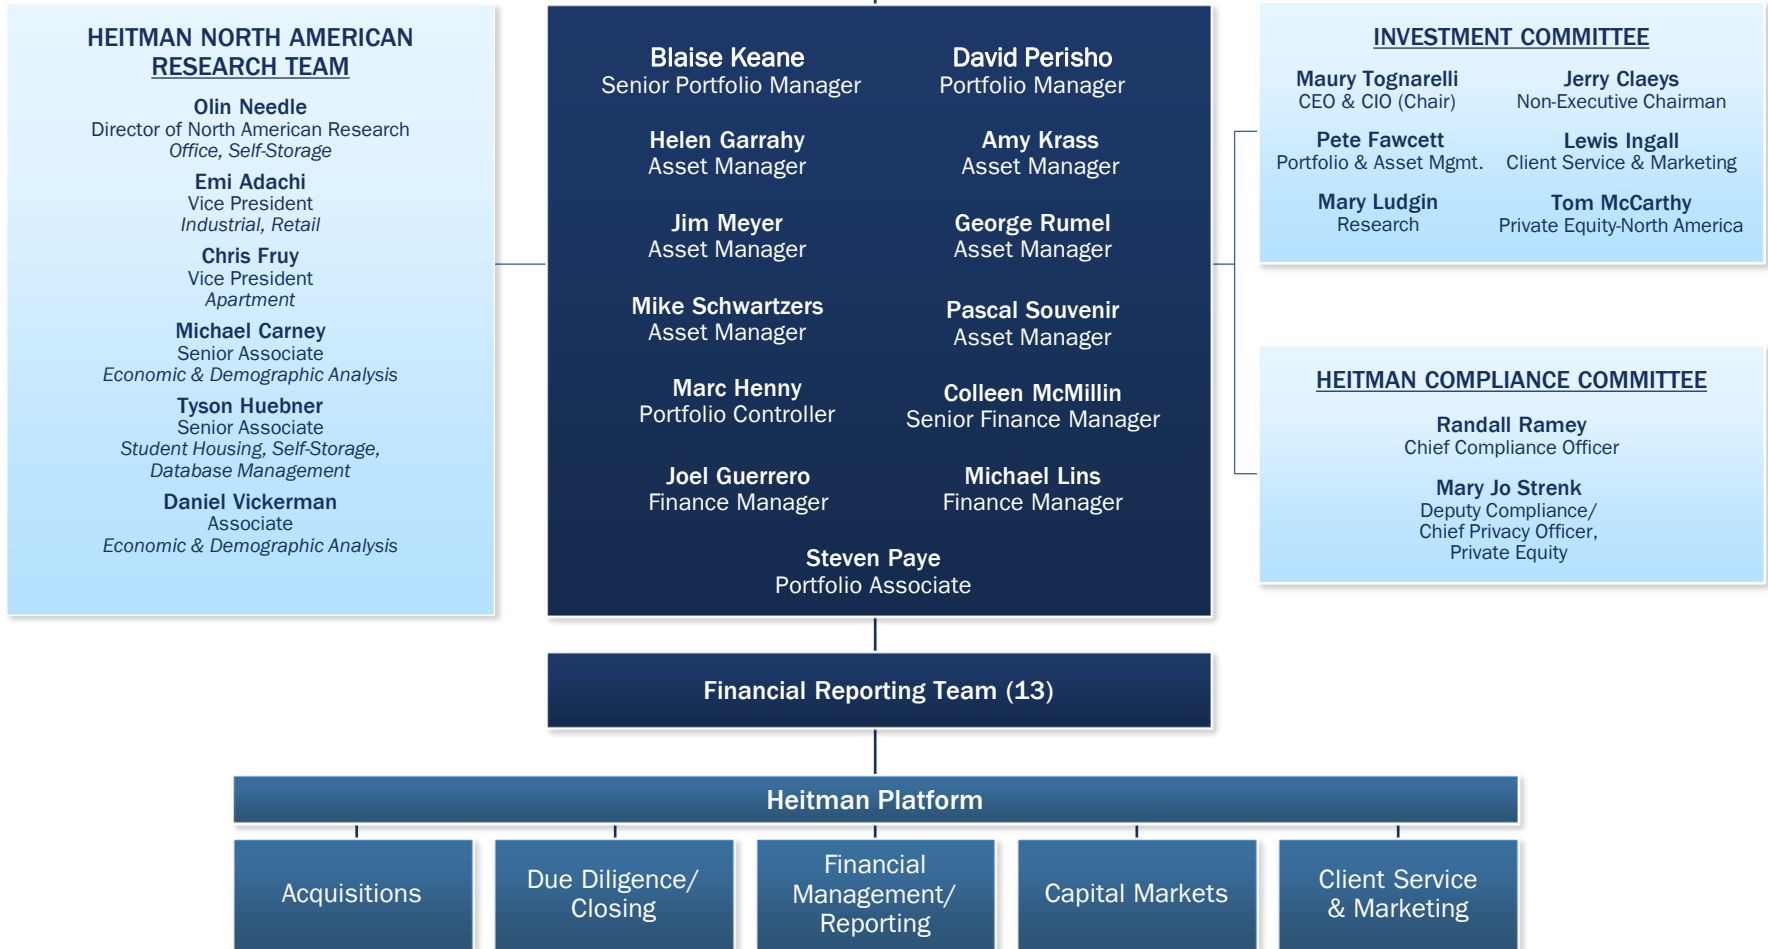 HEITMAN NORTH AMERICAN
RESEARCH TEAM
Olin Needle
Director of North American Research
Office, Self-Storage
Emi Adachi
Vice President
Industrial, Retail
Chris Fruy
Vice President
Apartment
Michael Carney
Senior Associate
Economic & Demographic Analysis
Tyson Huebner
Senior Associate
Student Housing, Self-Storage,
Database Management
Daniel Vickerman
Associate
Economic & Demographic Analysis
Blaise Keane
Senior Portfolio Manager
David Perisho
Portfolio Manager
Helen Garrahy
Asset Manager
Amy Krass
Asset Manager
Jim Meyer
Asset Manager
George Rumel
Asset Manager
Mike Schwartzers
Asset Manager
Pascal Souvenir
Asset Manager
Marc Henny
Portfolio Controller
Colleen McMillin
Senior Finance Manager
Joel Guerrero
Finance Manager
Michael Lins
Finance Manager
Steven Paye
Portfolio Associate
INVESTMENT COMMITTEE
Maury Tognarelli
CEO & CIO (Chair)
Jerry Claeys
Non-Executive Chairman
Pete Fawcett
Portfolio & Asset Mgmt.
Lewis Ingall
Client Service & Marketing
Mary Ludgin
Research
Tom McCarthy
Private Equity-North America
HEITMAN COMPLIANCE COMMITTEE
Randall Ramey
Chief Compliance Officer
Mary Jo Strenk
Deputy Compliance/
Chief Privacy Officer,
Private Equity
Financial Reporting Team (13)
Heitman Platform
Acquisitions
Due Diligence/
Closing
Financial
Management/
Reporting
Capital Markets
Client Service
& Marketing